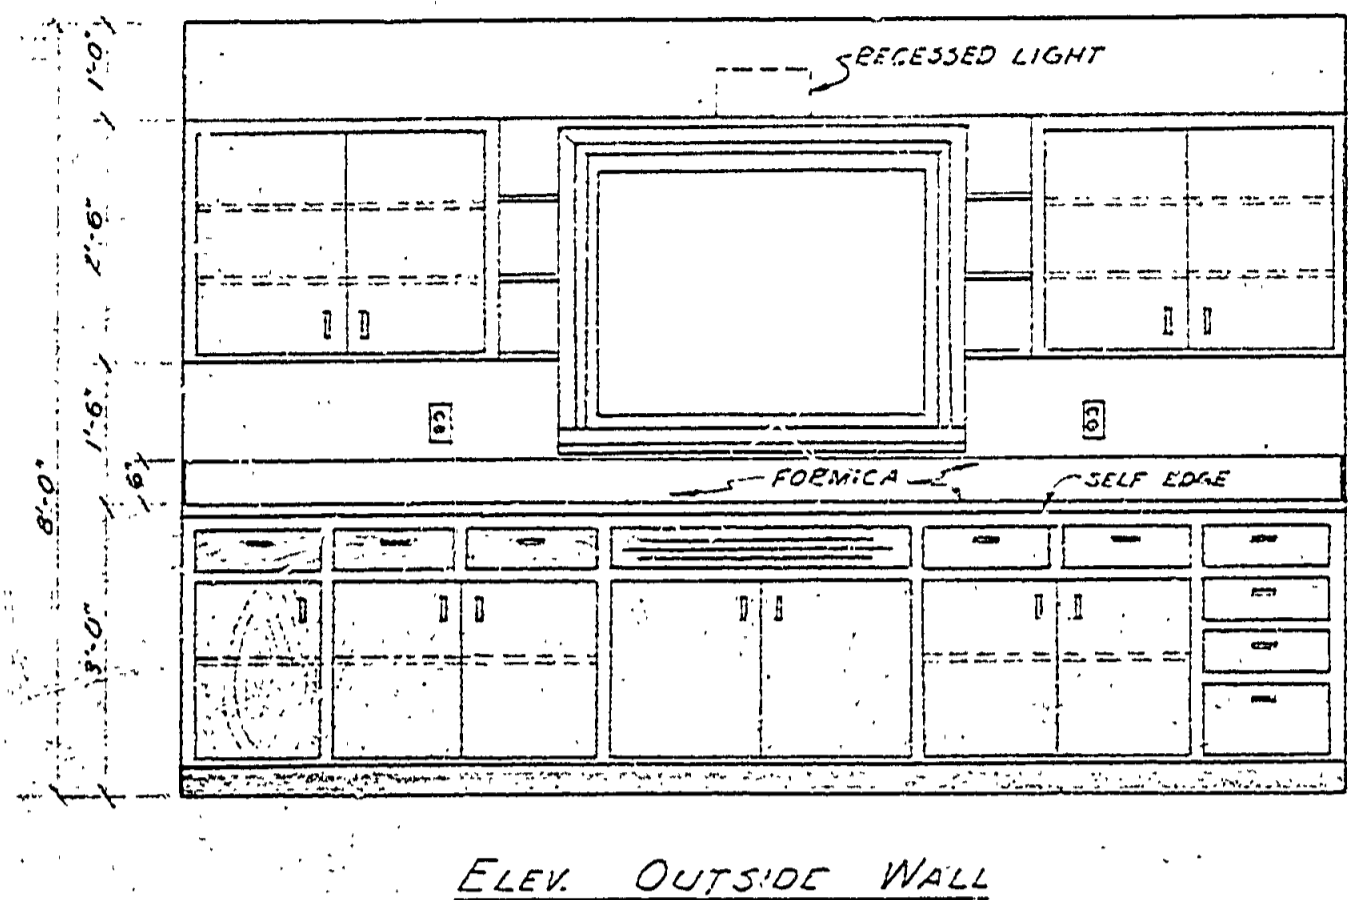 RECESSED LIGHT
1'-0"
2'-6"
1'-6"
6"
8'-0"
3'-0"
FORMICA
SELF EDGE
ELEV. OUTSIDE WALL